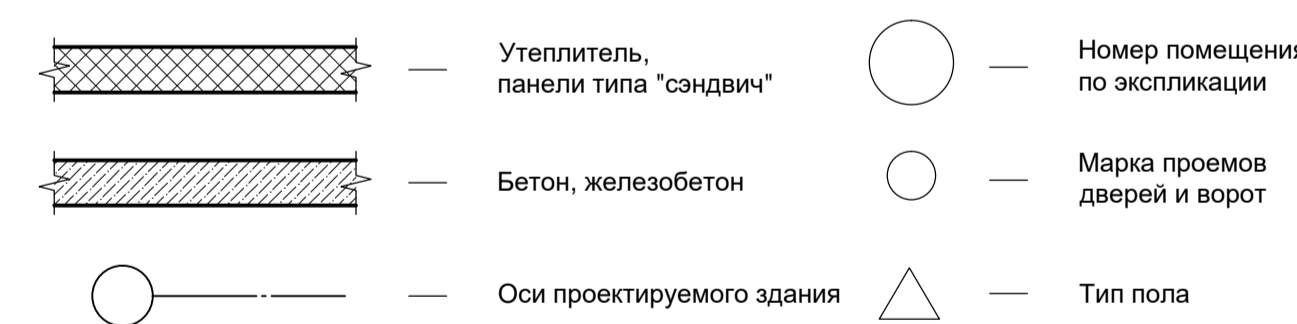 Утеплитель,
панели типа "сэндвич"
Бетон, железобетон
Оси проектируемого здания
Номер помещения
по экспликации
Марка проемов
дверей и ворот
Тип пола